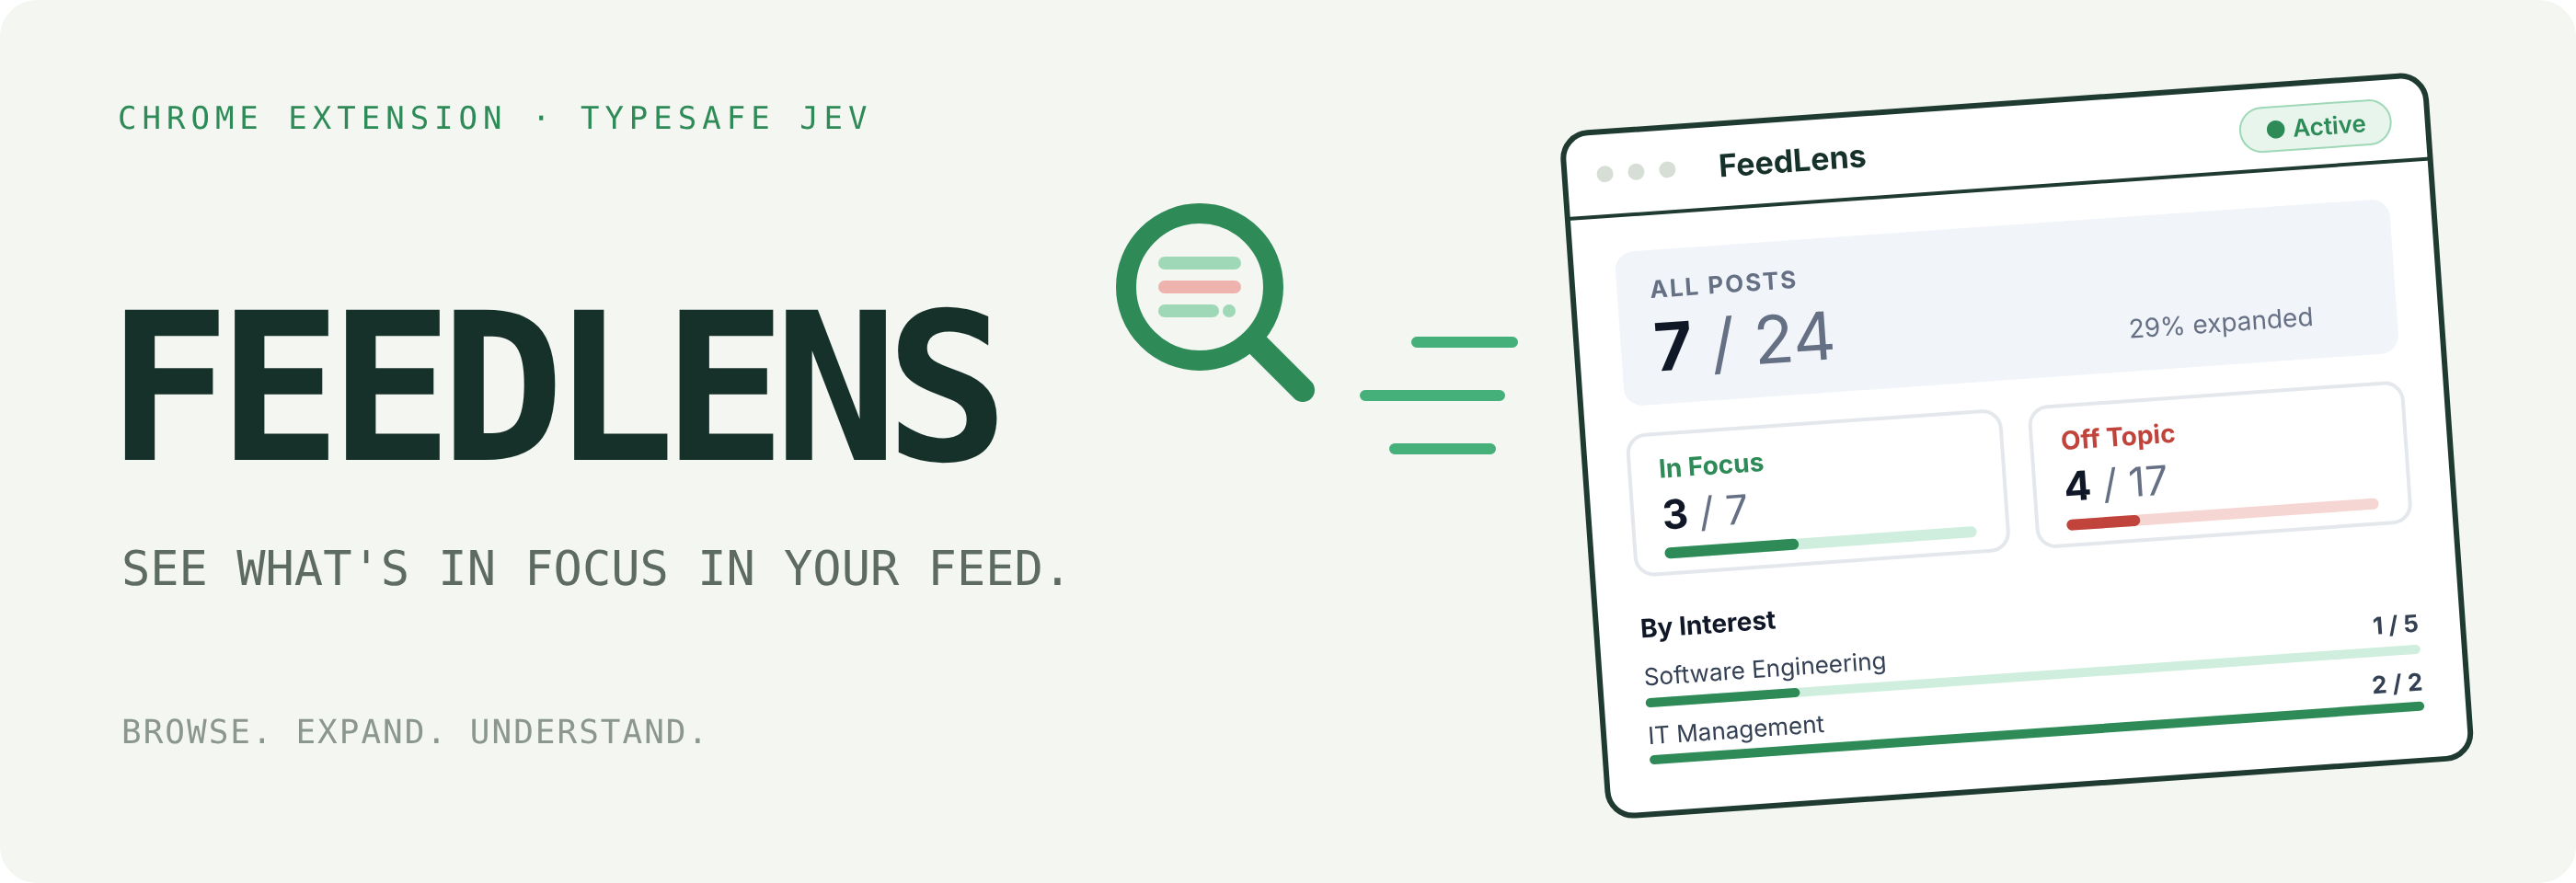 CHROME EXTENSION · TYPESAFE JEV
FEEDLENS
SEE WHAT'S IN FOCUS IN YOUR FEED.
BROWSE. EXPAND. UNDERSTAND.
FeedLens
Active
ALL POSTS
7 / 24
29% expanded
In Focus
3 / 7
Off Topic
4 / 17
By Interest
Software Engineering
1 / 5
IT Management
2 / 2